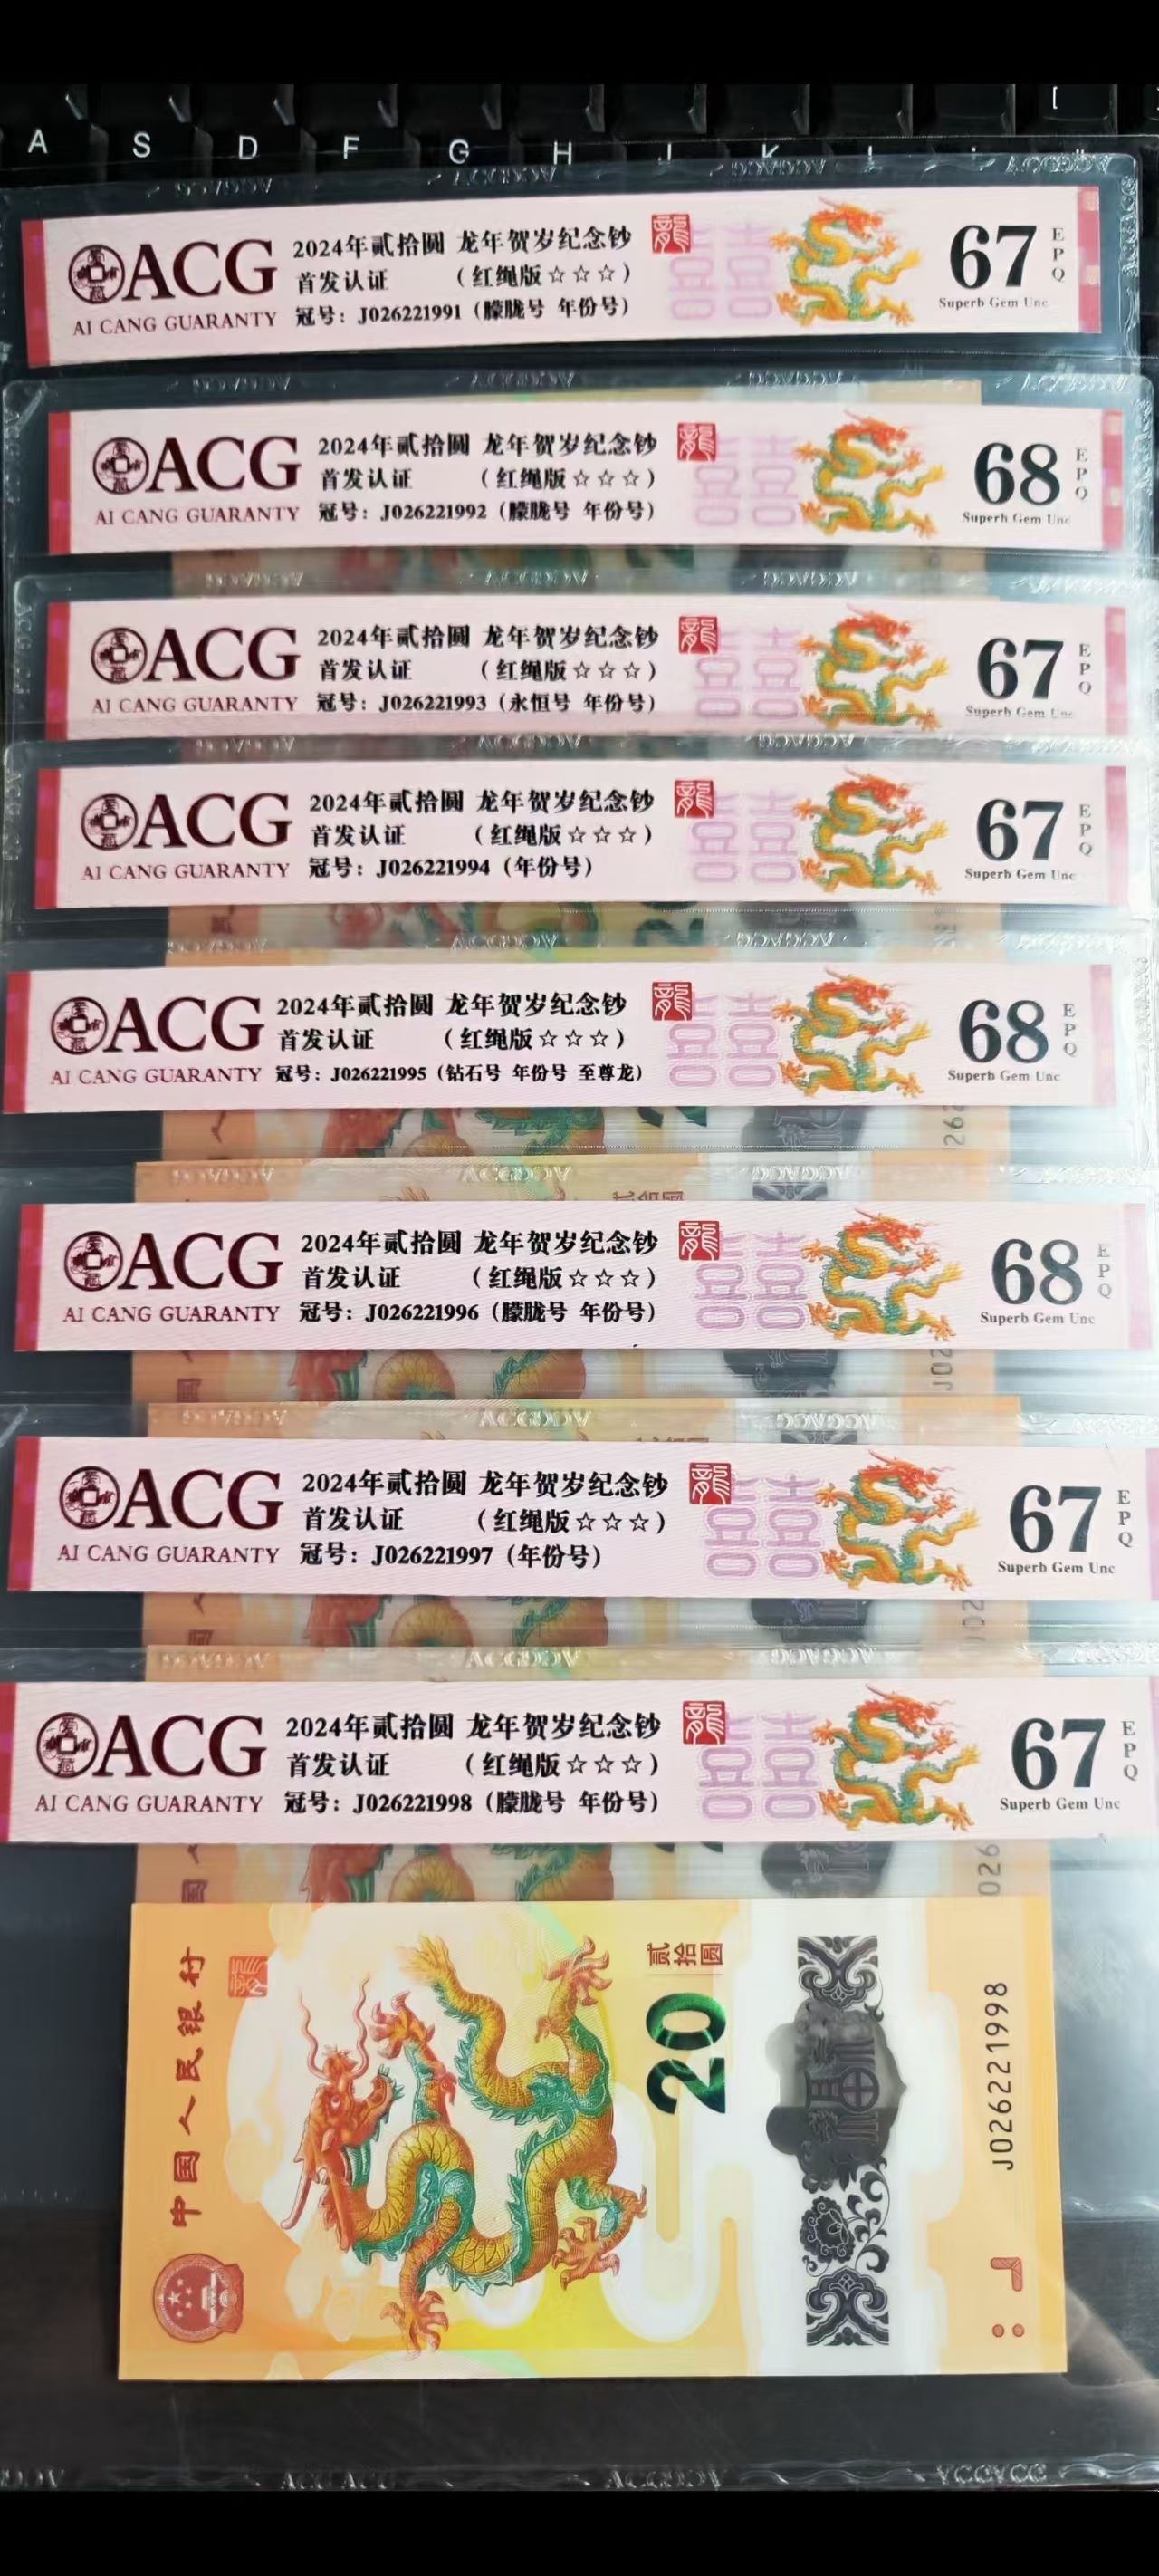 A S D F G H J K L
ACG
AI CANG GUARANTY
2024年贰拾圆 龙年贺岁纪念钞
首发认证 (红绳版☆☆☆)
冠号: J026221991 (朦胧号 年份号)
龍
67 EPQ
Superb Gem Unc
ACG
AI CANG GUARANTY
2024年贰拾圆 龙年贺岁纪念钞
首发认证 (红绳版☆☆☆)
冠号: J026221992 (朦胧号 年份号)
龍
68 EPQ
Superb Gem Unc
ACG
AI CANG GUARANTY
2024年贰拾圆 龙年贺岁纪念钞
首发认证 (红绳版☆☆☆)
冠号: J026221993 (永恒号 年份号)
龍
67 EPQ
Superb Gem Unc
ACG
AI CANG GUARANTY
2024年贰拾圆 龙年贺岁纪念钞
首发认证 (红绳版☆☆☆)
冠号: J026221994 (年份号)
龍
67 EPQ
Superb Gem Unc
ACG
AI CANG GUARANTY
2024年贰拾圆 龙年贺岁纪念钞
首发认证 (红绳版☆☆☆)
冠号: J026221995 (钻石号 年份号 至尊龙)
龍
68 EPQ
Superb Gem Unc
ACG
AI CANG GUARANTY
2024年贰拾圆 龙年贺岁纪念钞
首发认证 (红绳版☆☆☆)
冠号: J026221996 (朦胧号 年份号)
龍
68 EPQ
Superb Gem Unc
ACG
AI CANG GUARANTY
2024年贰拾圆 龙年贺岁纪念钞
首发认证 (红绳版☆☆☆)
冠号: J026221997 (年份号)
龍
67 EPQ
Superb Gem Unc
ACG
AI CANG GUARANTY
2024年贰拾圆 龙年贺岁纪念钞
首发认证 (红绳版☆☆☆)
冠号: J026221998 (朦胧号 年份号)
龍
67 EPQ
Superb Gem Unc
中国人民银行
贰拾圆
20
J026221998